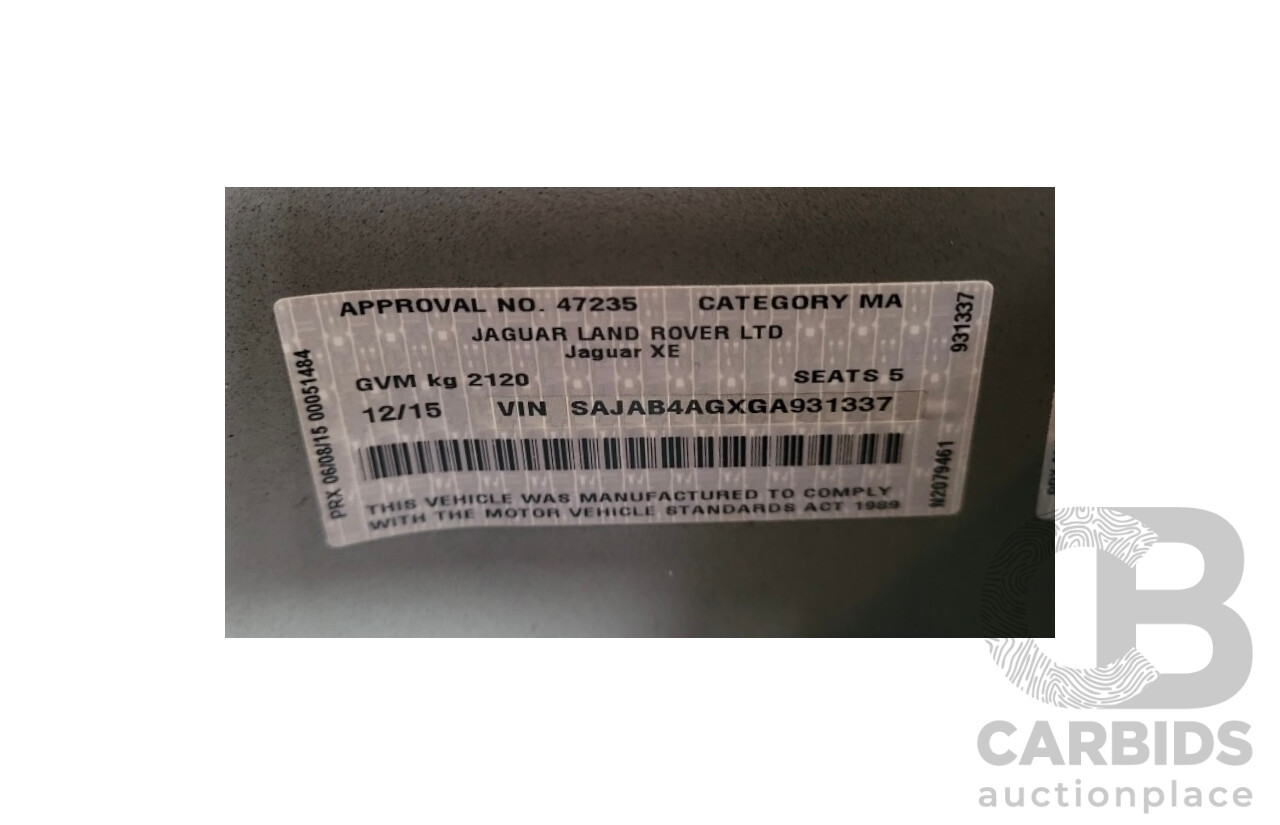 APPROVAL NO. 47235 CATEGORY MA
JAGUAR LAND ROVER LTD
Jaguar XE
GVM kg 2120 SEATS 5
12/15 VIN SAJAB4AGXGA931337
THIS VEHICLE WAS MANUFACTURED TO COMPLY
WITH THE MOTOR VEHICLE STANDARDS ACT 1989
PRX 06/08/15 00051484
931337
N2079461
CB
CARBIDS
auctionplace